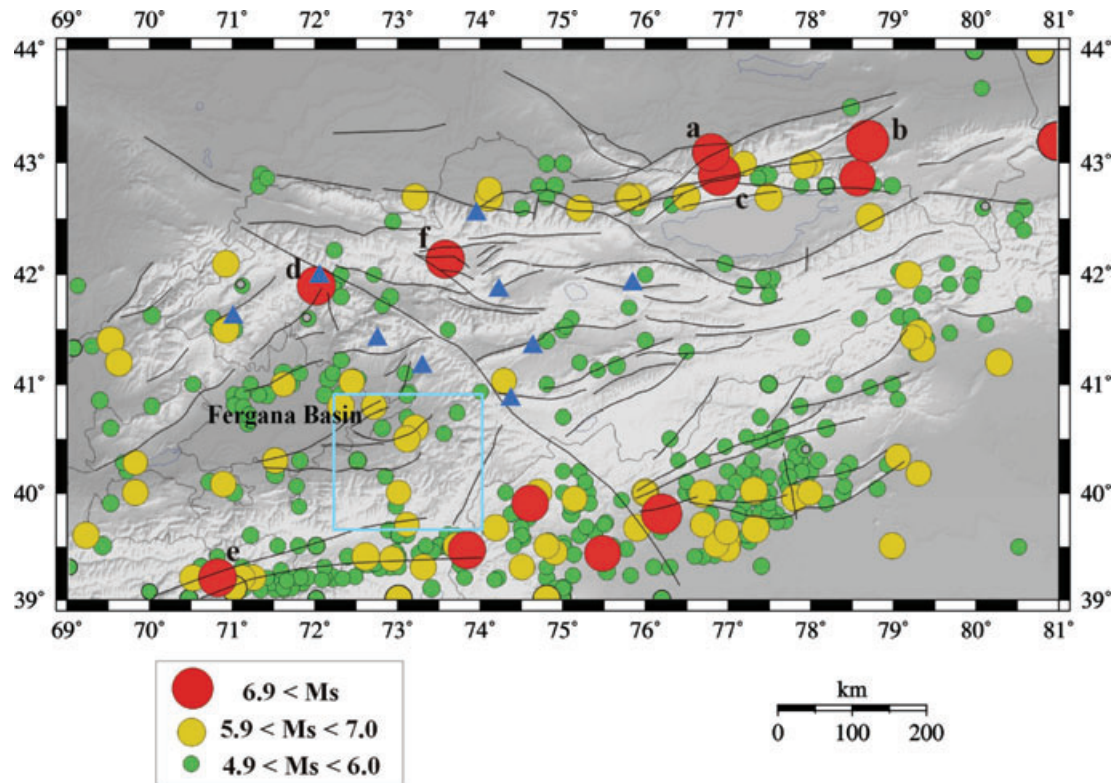 69° 70° 71° 72° 73° 74° 75° 76° 77° 78° 79° 80° 81°
44° 44°
a b
43° 43°
c
f
d
42° 42°
41° 41°
Fergana Basin
40° 40°
e
39° 39°
69° 70° 71° 72° 73° 74° 75° 76° 77° 78° 79° 80° 81°
6.9 < Ms
5.9 < Ms < 7.0
4.9 < Ms < 6.0
km
0 100 200